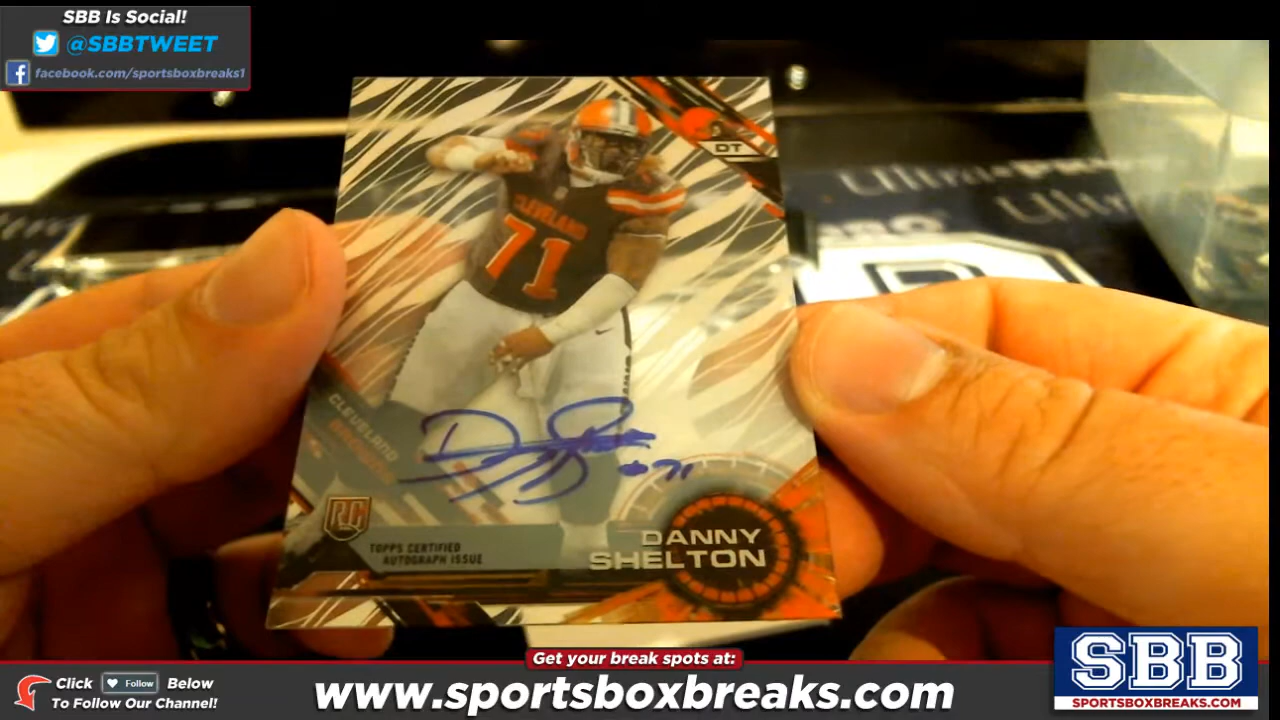 SBB Is Social!
@SBBTWEET
facebook.com/sportsboxbreaks1
DT
CLEVELAND
71
CLEVELAND
BROWNS
#71
RC
TOPPS CERTIFIED
AUTOGRAPH ISSUE
DANNY
SHELTON
Get your break spots at:
Click Follow Below
To Follow Our Channel!
www.sportsboxbreaks.com
SBB
SPORTSBOXBREAKS.COM